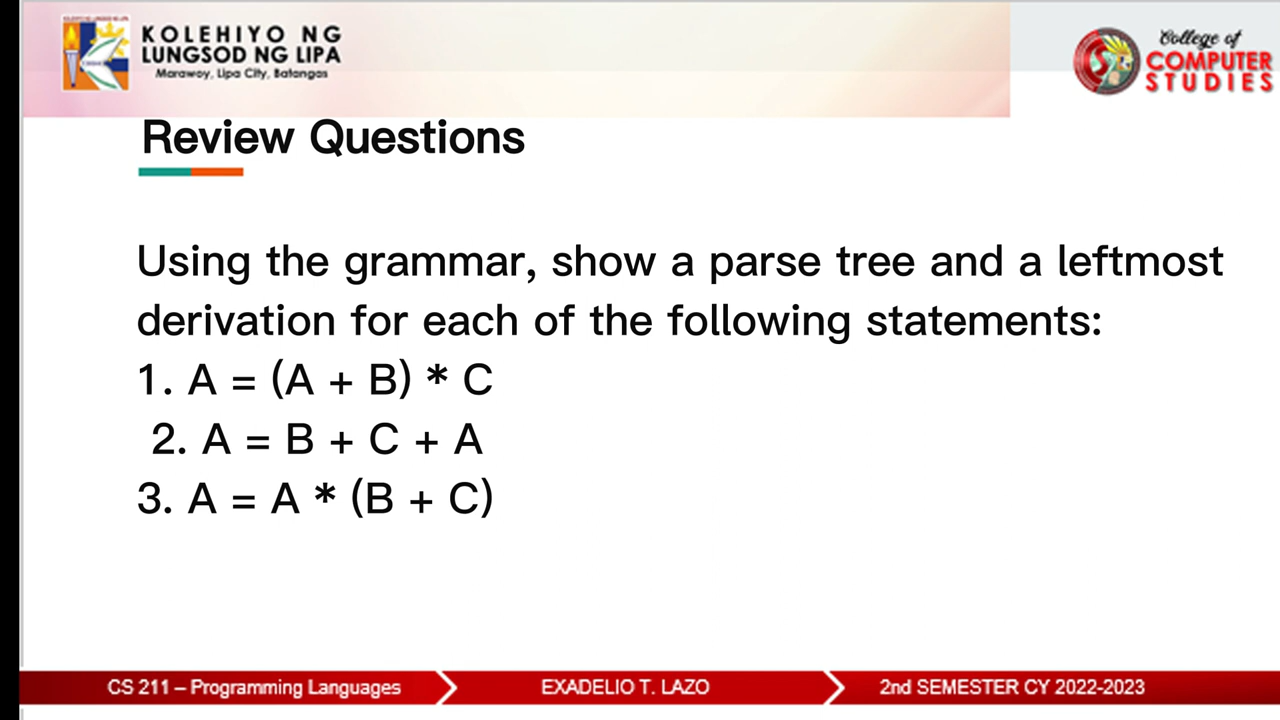 KOLEHIYO NG
LUNGSOD NG LIPA
Marawoy, Lipa City, Batangas
College of
COMPUTER
STUDIES
Review Questions
Using the grammar, show a parse tree and a leftmost
derivation for each of the following statements:
1. A = (A + B) * C
2. A = B + C + A
3. A = A * (B + C)
CS 211 – Programming Languages
EXADELIO T. LAZO
2nd SEMESTER CY 2022-2023